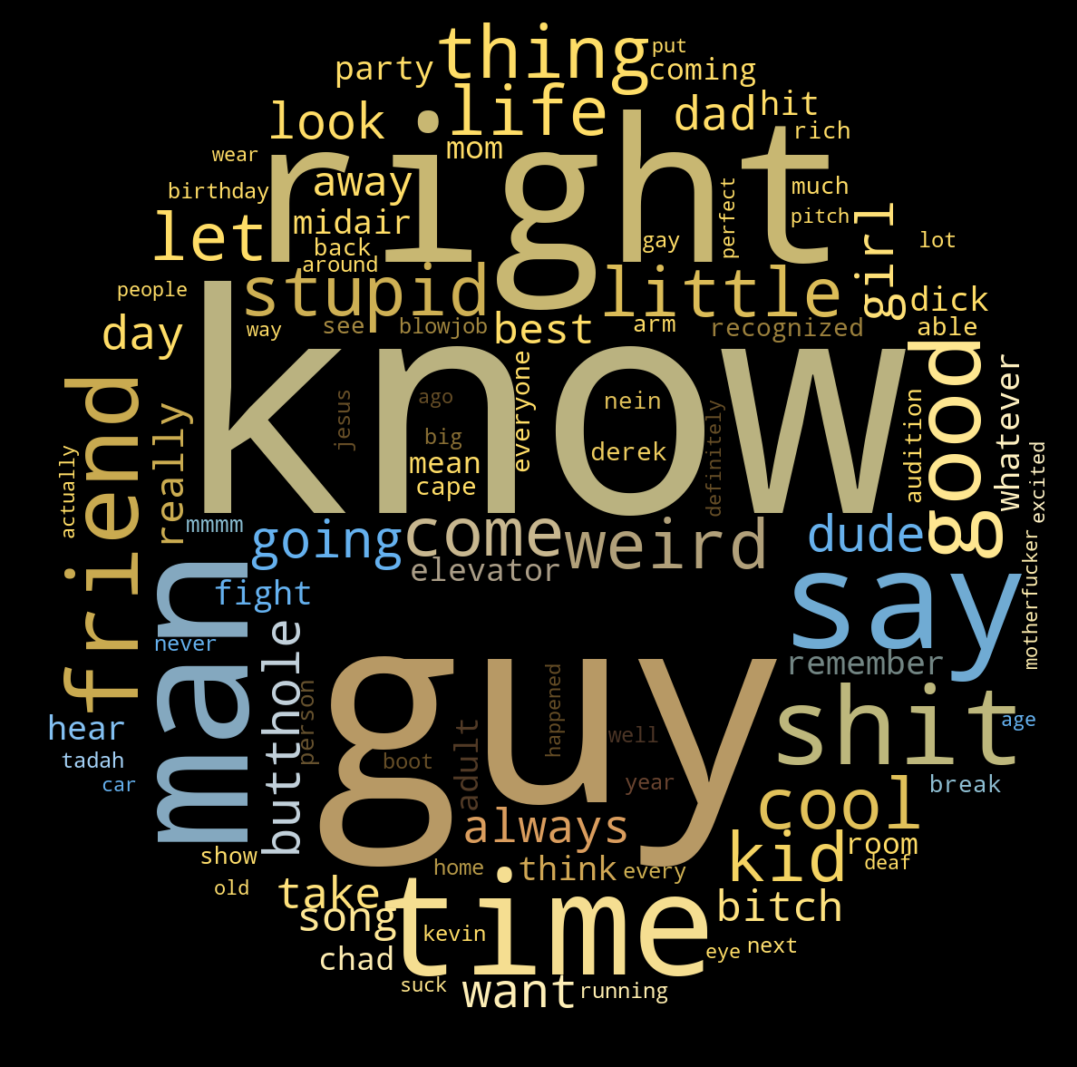 thing
put
party
coming
life
dad
hit
look
rich
mom
right
wear
away
birthday
much
perfect
midair
pitch
let
girl
back
gay
lot
around
people
stupid
little
dick
day
way
see
blowjob
best
arm
recognized
able
know
good
everyone
whatever
friend
jesus
ago
nein
audition
really
big
derek
definitely
actually
mean
cape
excited
mmmm
going
come
weird
dude
elevator
man
fight
say
motherfucker
never
butthole
guy
remember
person
happened
shit
hear
adult
well
age
tadah
boot
year
car
break
always
cool
show
home
think
every
kid
room
deaf
old
take
time
bitch
song
kevin
chad
eye
next
suck
want
running